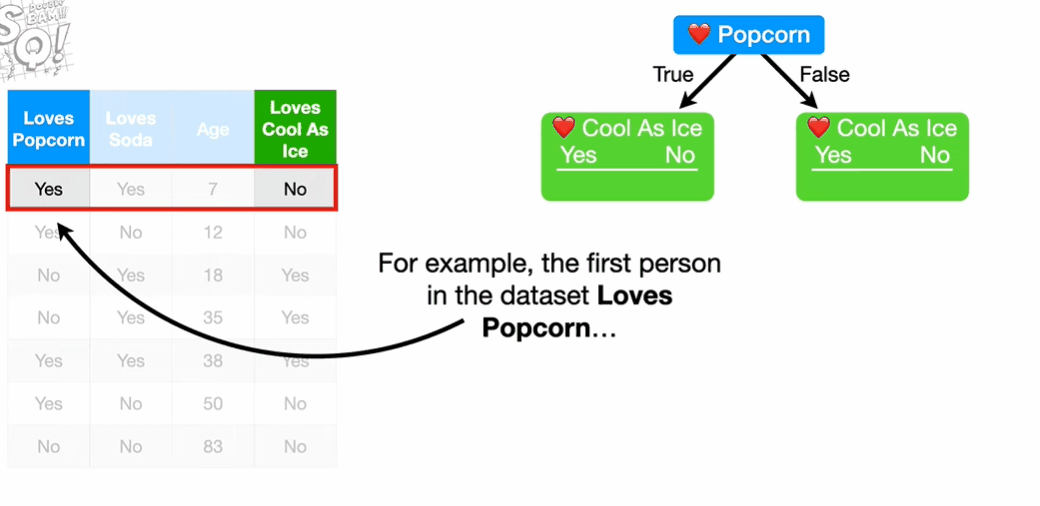 DOUBLE
BAM!!!
SQ!
❤️ Popcorn
True
False
❤️ Cool As Ice
Yes No
❤️ Cool As Ice
Yes No
Loves Popcorn
Loves Soda
Age
Loves Cool As Ice
Yes Yes 7 No
Yes No 12 No
No Yes 18 Yes
No Yes 35 Yes
Yes Yes 38 Yes
Yes No 50 No
No No 83 No
For example, the first person
in the dataset Loves
Popcorn…